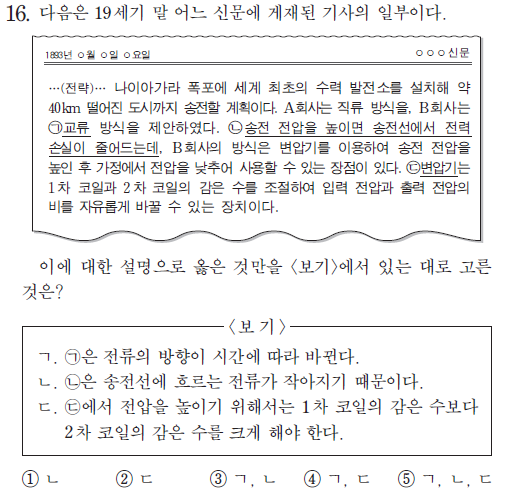 16. 다음은 19세기 말 어느 신문에 게재된 기사의 일부이다.
1893년 ○월 ○일 ○요일 ○○○신문
…(전략)… 나이아가라 폭포에 세계 최초의 수력 발전소를 설치해 약
40km 떨어진 도시까지 송전할 계획이다. A회사는 직류 방식을, B회사는
㉠교류 방식을 제안하였다. ㉡송전 전압을 높이면 송전선에서 전력
손실이 줄어드는데, B회사의 방식은 변압기를 이용하여 송전 전압을
높인 후 가정에서 전압을 낮추어 사용할 수 있는 장점이 있다. ㉢변압기는
1차 코일과 2차 코일의 감은 수를 조절하여 입력 전압과 출력 전압의
비를 자유롭게 바꿀 수 있는 장치이다.
이에 대한 설명으로 옳은 것만을 〈보기〉에서 있는 대로 고른
것은?
〈보 기〉
ㄱ. ㉠은 전류의 방향이 시간에 따라 바뀐다.
ㄴ. ㉡은 송전선에 흐르는 전류가 작아지기 때문이다.
ㄷ. ㉢에서 전압을 높이기 위해서는 1차 코일의 감은 수보다
2차 코일의 감은 수를 크게 해야 한다.
① ㄴ ② ㄷ ③ ㄱ, ㄴ ④ ㄱ, ㄷ ⑤ ㄱ, ㄴ, ㄷ